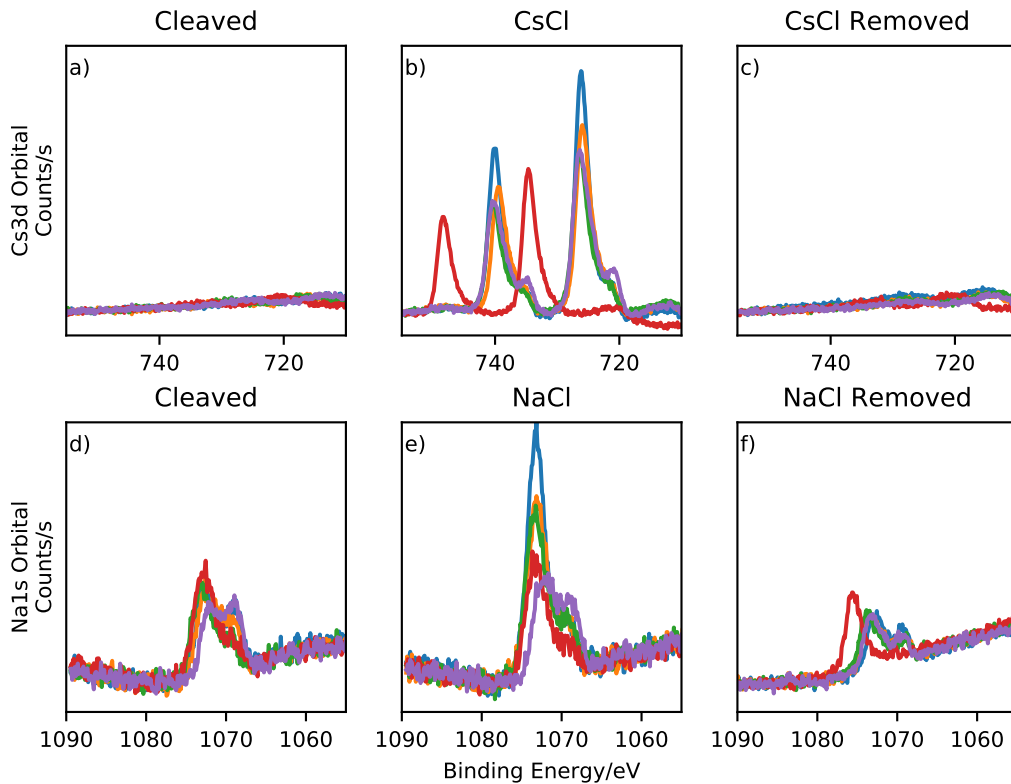 Cleaved
CsCl
CsCl Removed
a)
b)
c)
Cs3d Orbital
Counts/s
740
720
740
720
740
720
Cleaved
NaCl
NaCl Removed
d)
e)
f)
Na1s Orbital
Counts/s
1090
1080
1070
1060
1090
1080
1070
1060
1090
1080
1070
1060
Binding Energy/eV